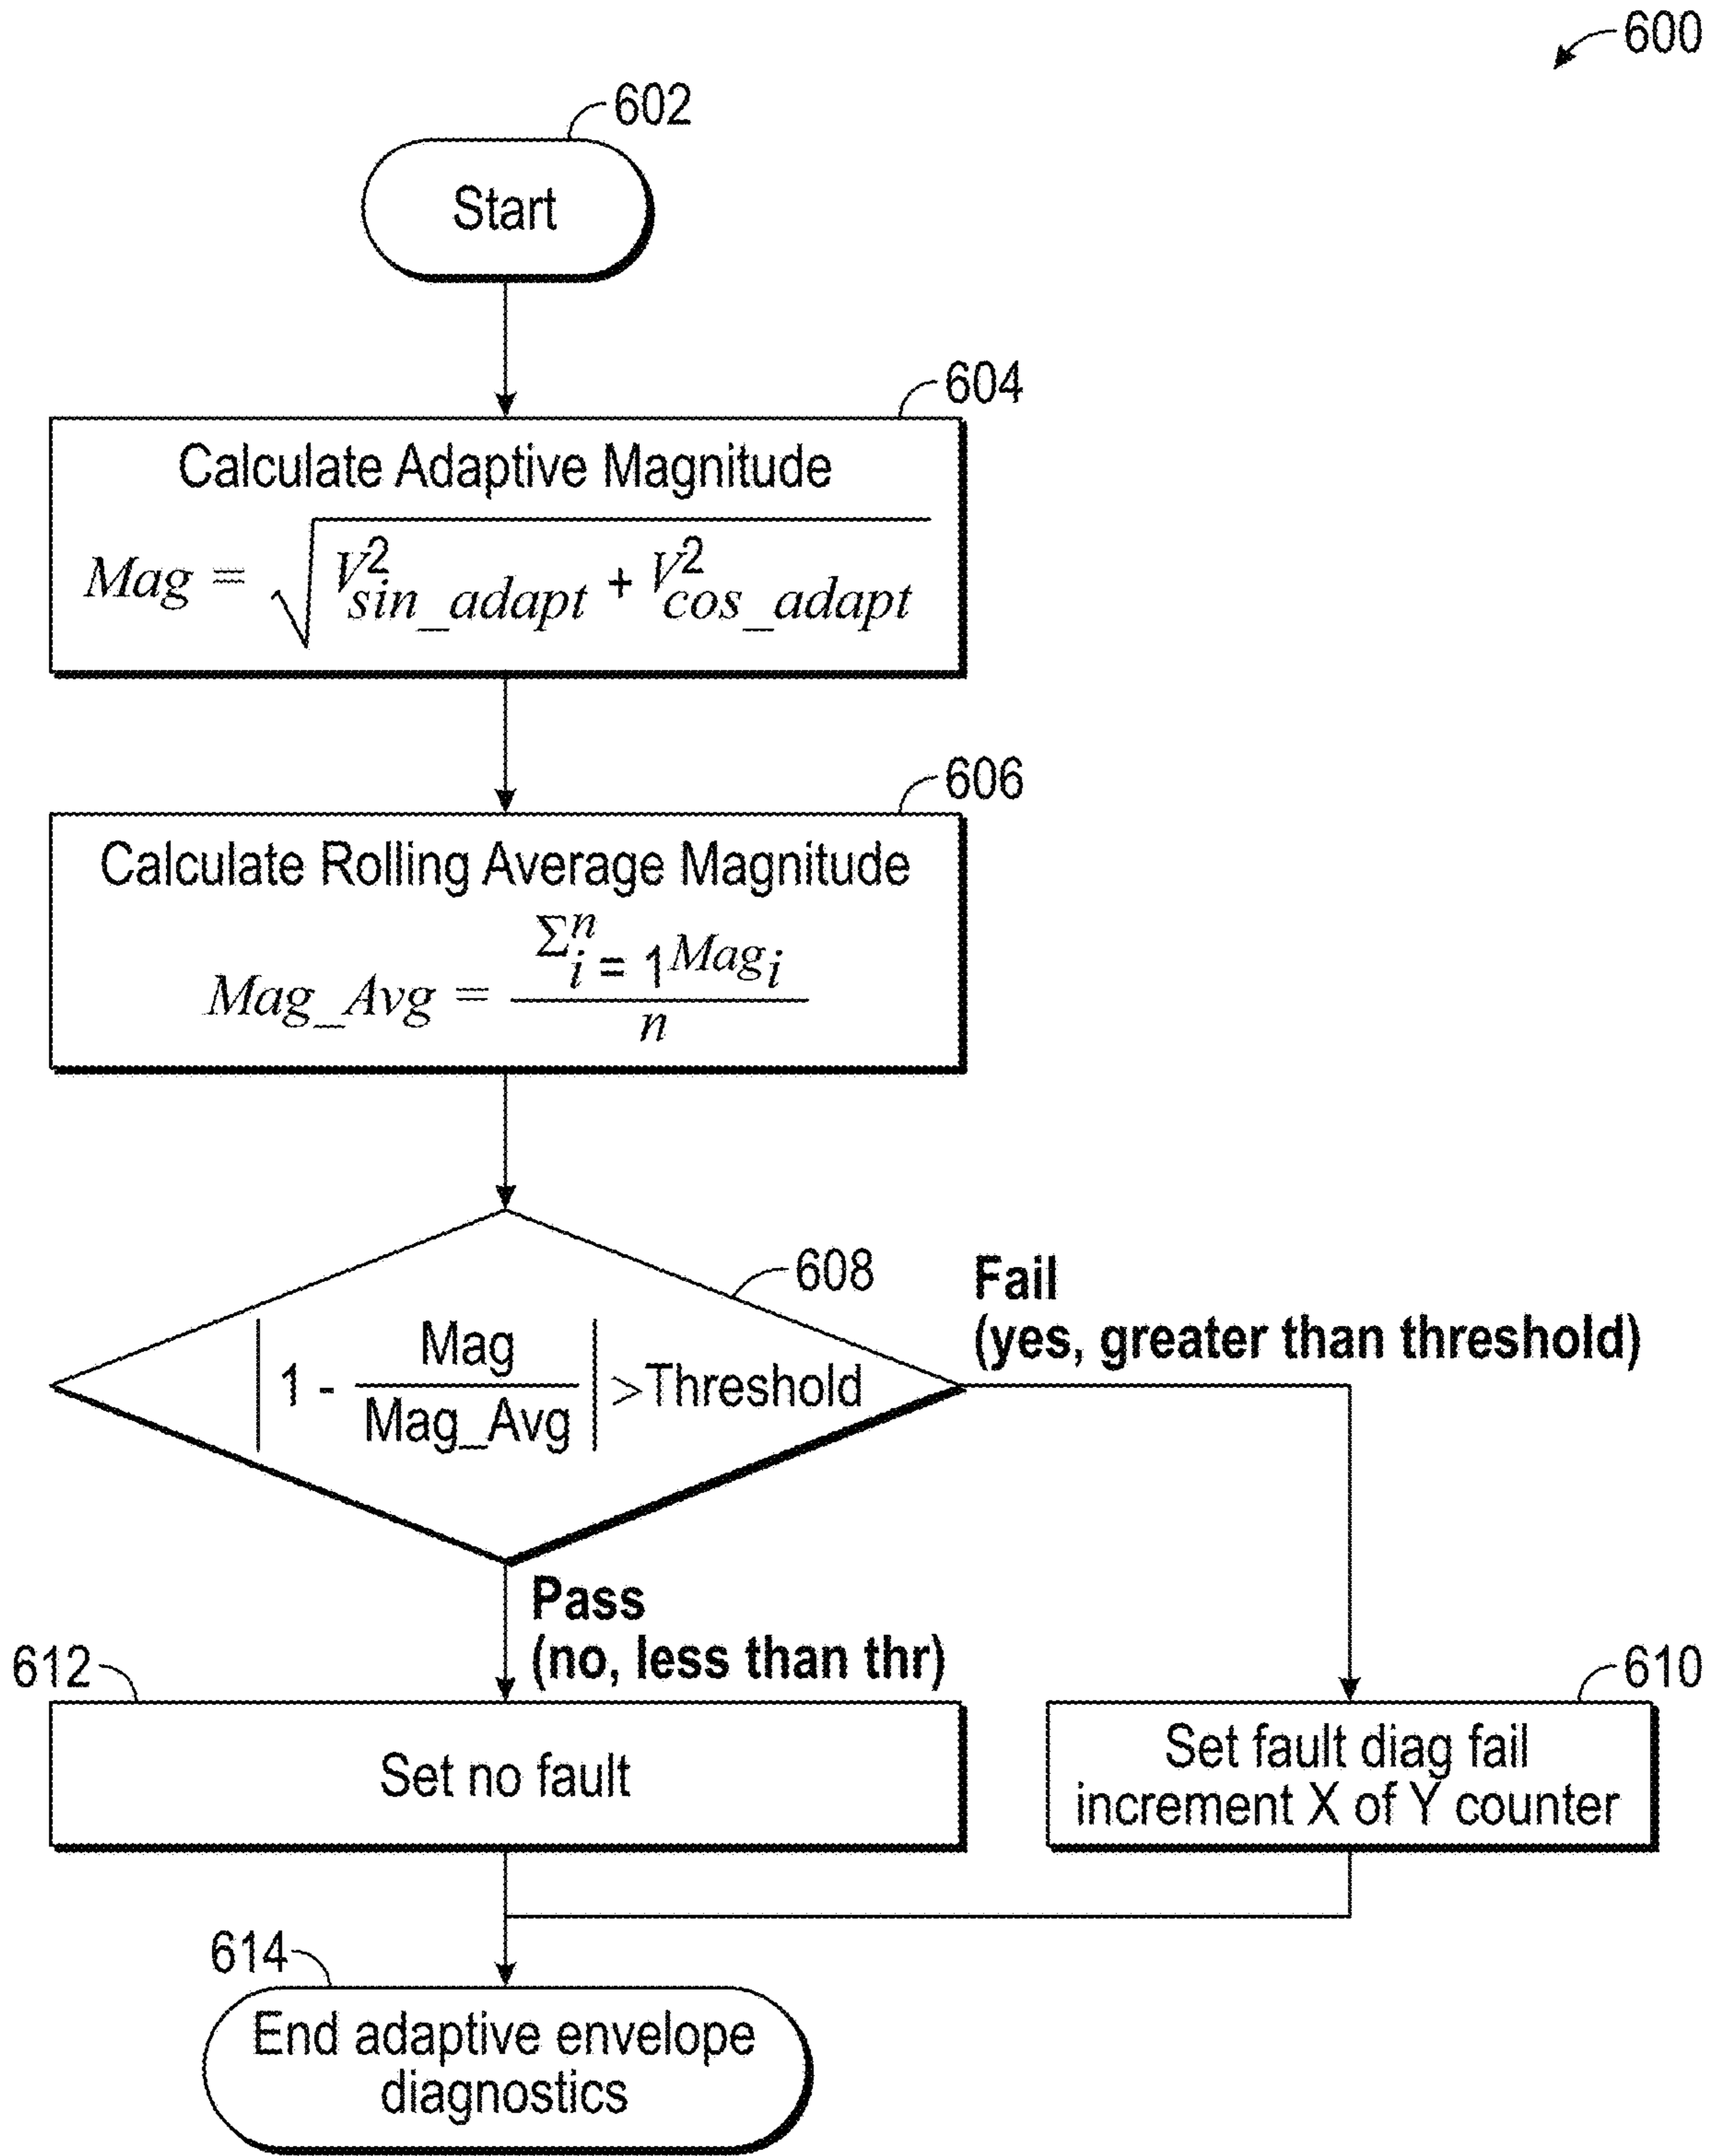 600
602
Start
604
Calculate Adaptive Magnitude
Mag = √(V²sin_adapt + V²cos_adapt)
606
Calculate Rolling Average Magnitude
Σⁿi = 1 Magi
Mag_Avg =
n
608
| 1 - Mag / Mag_Avg | >Threshold
Fail
(yes, greater than threshold)
Pass
(no, less than thr)
612
Set no fault
610
Set fault diag fail
increment X of Y counter
614
End adaptive envelope
diagnostics